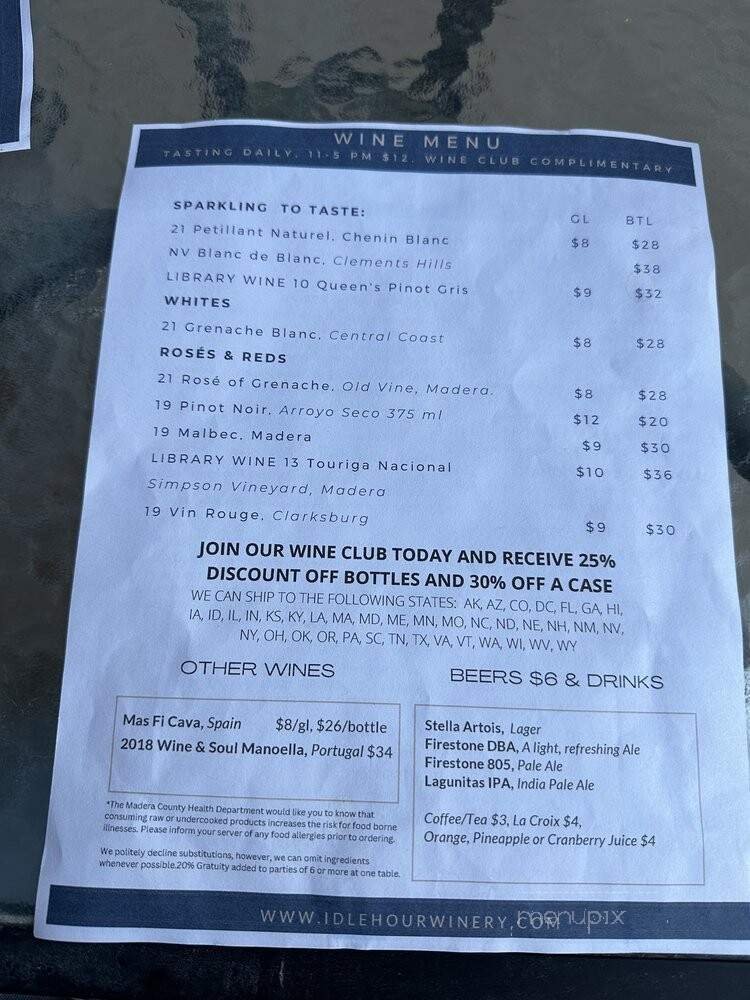 WINE MENU
TASTING DAILY, 11-5 PM $12, WINE CLUB COMPLIMENTARY
SPARKLING TO TASTE: GL BTL
21 Petillant Naturel, Chenin Blanc $8 $28
NV Blanc de Blanc, Clements Hills $38
LIBRARY WINE 10 Queen's Pinot Gris $9 $32
WHITES
21 Grenache Blanc, Central Coast $8 $28
ROSÉS & REDS
21 Rosé of Grenache, Old Vine, Madera. $8 $28
19 Pinot Noir, Arroyo Seco 375 ml $12 $20
19 Malbec, Madera $9 $30
LIBRARY WINE 13 Touriga Nacional $10 $36
Simpson Vineyard, Madera
19 Vin Rouge, Clarksburg $9 $30
JOIN OUR WINE CLUB TODAY AND RECEIVE 25%
DISCOUNT OFF BOTTLES AND 30% OFF A CASE
WE CAN SHIP TO THE FOLLOWING STATES: AK, AZ, CO, DC, FL, GA, HI,
IA, ID, IL, IN, KS, KY, LA, MA, MD, ME, MN, MO, NC, ND, NE, NH, NM, NV,
NY, OH, OK, OR, PA, SC, TN, TX, VA, VT, WA, WI, WV, WY
OTHER WINES
Mas Fi Cava, Spain $8/gl, $26/bottle
2018 Wine & Soul Manoella, Portugal $34
*The Madera County Health Department would like you to know that
consuming raw or undercooked products increases the risk for food borne
illnesses. Please inform your server of any food allergies prior to ordering.
We politely decline substitutions, however, we can omit ingredients
whenever possible.20% Gratuity added to parties of 6 or more at one table.
BEERS $6 & DRINKS
Stella Artois, Lager
Firestone DBA, A light, refreshing Ale
Firestone 805, Pale Ale
Lagunitas IPA, India Pale Ale
Coffee/Tea $3, La Croix $4,
Orange, Pineapple or Cranberry Juice $4
WWW.IDLEHOURWINERY.COM
menupix